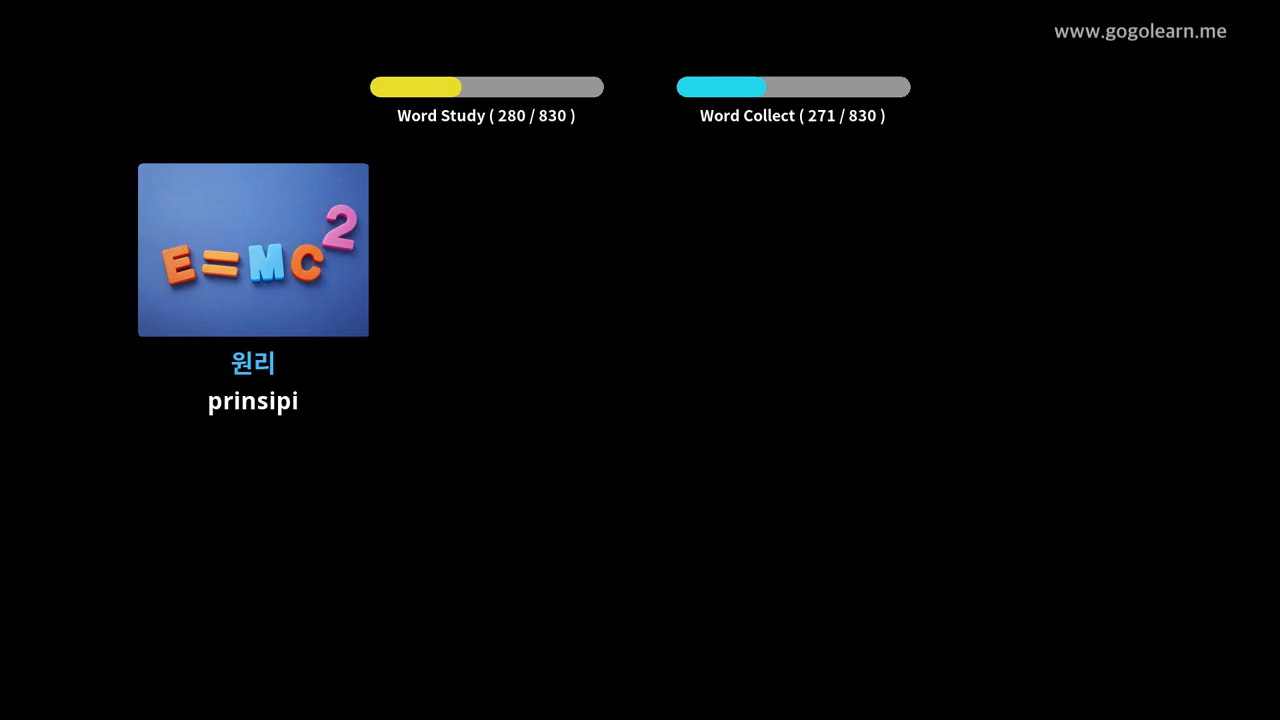 www.gogolearn.me
Word Study ( 280 / 830 )
Word Collect ( 271 / 830 )
E=MC²
원리
prinsipi